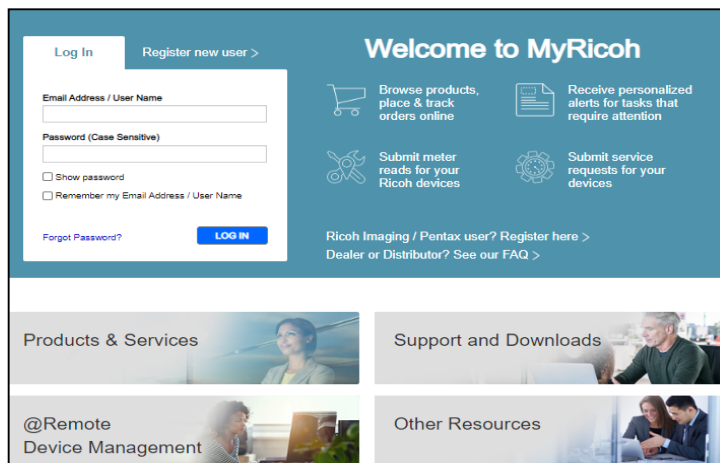 Log In
Register new user >
Email Address / User Name
Password (Case Sensitive)
Show password
Remember my Email Address / User Name
Forgot Password?
LOG IN
Welcome to MyRicoh
Browse products,
place & track
orders online
Receive personalized
alerts for tasks that
require attention
Submit meter
reads for your
Ricoh devices
Submit service
requests for your
devices
Ricoh Imaging / Pentax user? Register here >
Dealer or Distributor? See our FAQ >
Products & Services
Support and Downloads
@Remote
Device Management
Other Resources